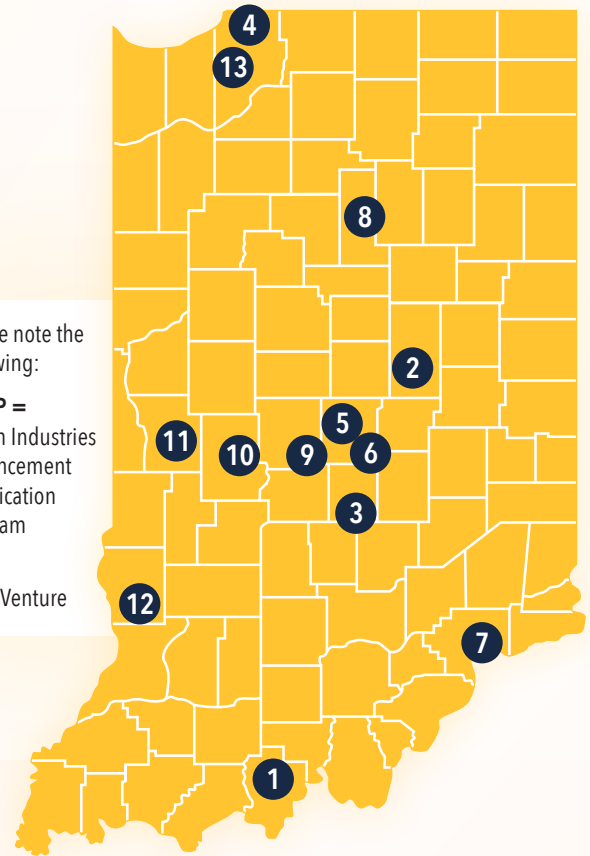 4
13
8
e note the
wing:
2
P =
n Industries
5
11
10
9
6
ncement
ication
am
3
Venture
12
7
1